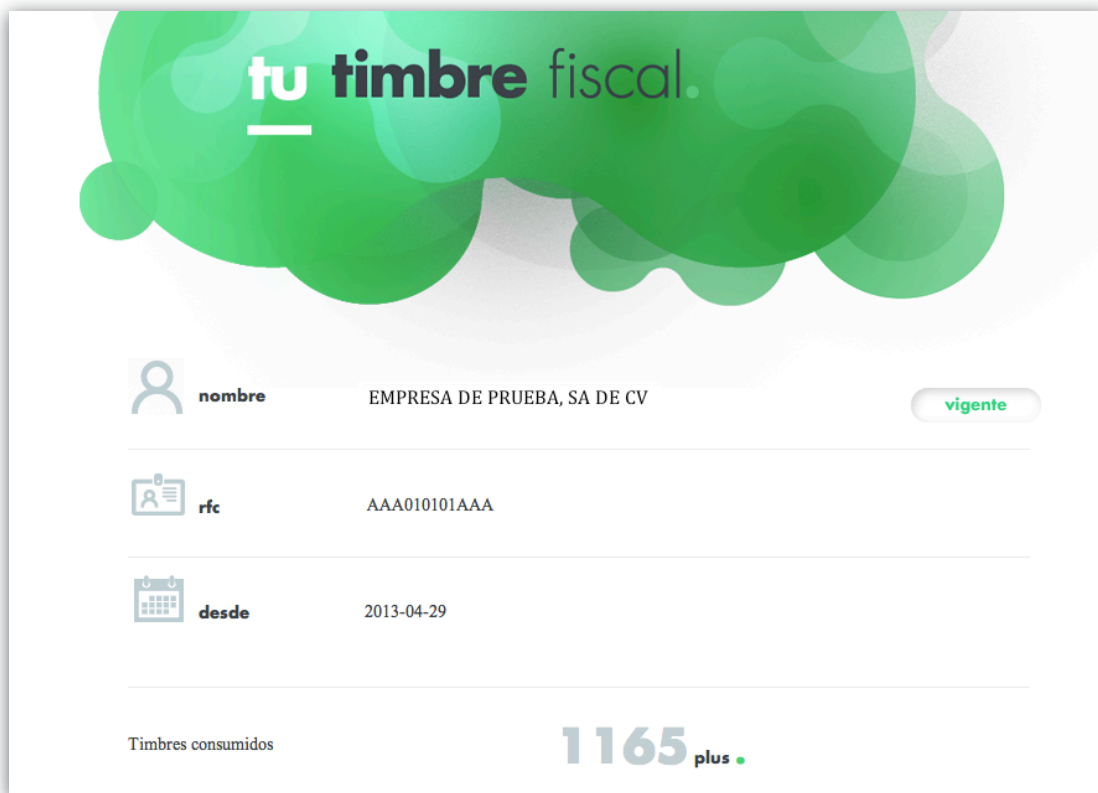 tu timbre fiscal.
nombre EMPRESA DE PRUEBA, SA DE CV vigente
rfc AAA010101AAA
desde 2013-04-29
Timbres consumidos 1165 plus.